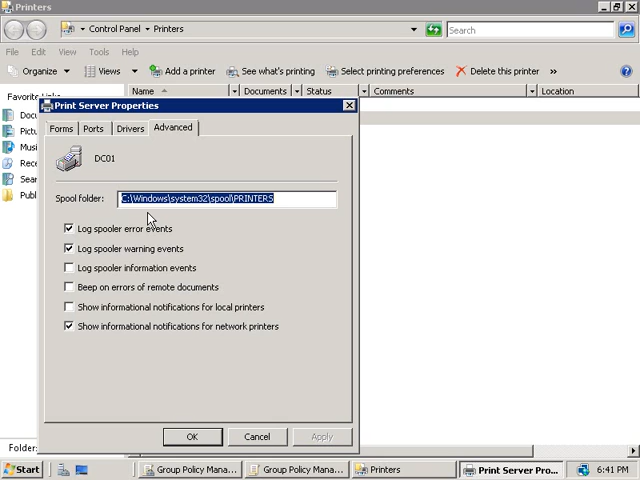 Printers
Control Panel
Printers
Search
File Edit View Tools Help
Organize
Views
Add a printer
See what's printing
Select printing preferences
Delete this printer
»
Name
Documents
Status
Comments
Location
Print Server Properties
Forms
Ports
Drivers
Advanced
DC01
Spool folder:
C:\Windows\system32\spool\PRINTERS
Log spooler error events
Log spooler warning events
Log spooler information events
Beep on errors of remote documents
Show informational notifications for local printers
Show informational notifications for network printers
OK
Cancel
Apply
Folder:
Start
Group Policy Mana...
Group Policy Mana...
Printers
Print Server Pro...
6:41 PM